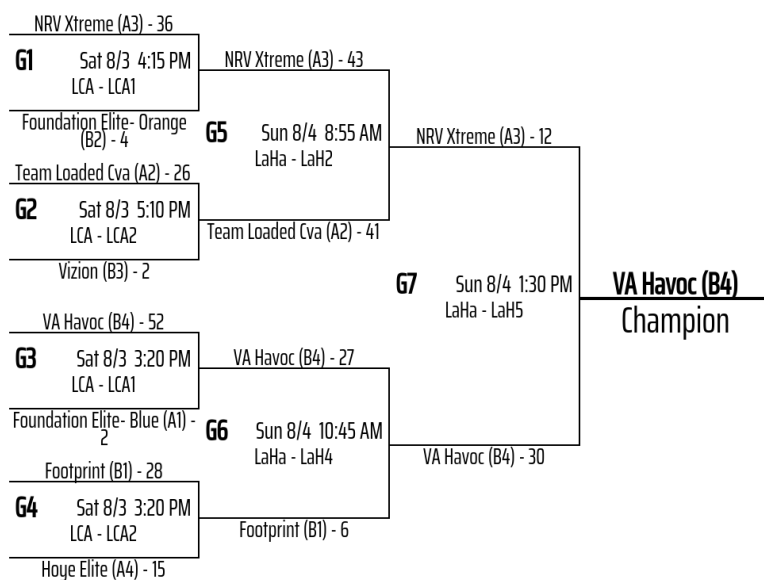 NRV Xtreme (A3) - 36
G1 Sat 8/3 4:15 PM
LCA - LCA1
Foundation Elite- Orange
(B2) - 4
Team Loaded Cva (A2) - 26
G2 Sat 8/3 5:10 PM
LCA - LCA2
Vizion (B3) - 2
VA Havoc (B4) - 52
G3 Sat 8/3 3:20 PM
LCA - LCA1
Foundation Elite- Blue (A1) -
2
Footprint (B1) - 28
G4 Sat 8/3 3:20 PM
LCA - LCA2
Hoye Elite (A4) - 15
NRV Xtreme (A3) - 43
G5 Sun 8/4 8:55 AM
LaHa - LaH2
Team Loaded Cva (A2) - 41
VA Havoc (B4) - 27
G6 Sun 8/4 10:45 AM
LaHa - LaH4
Footprint (B1) - 6
NRV Xtreme (A3) - 12
G7 Sun 8/4 1:30 PM
LaHa - LaH5
VA Havoc (B4) - 30
VA Havoc (B4)
Champion